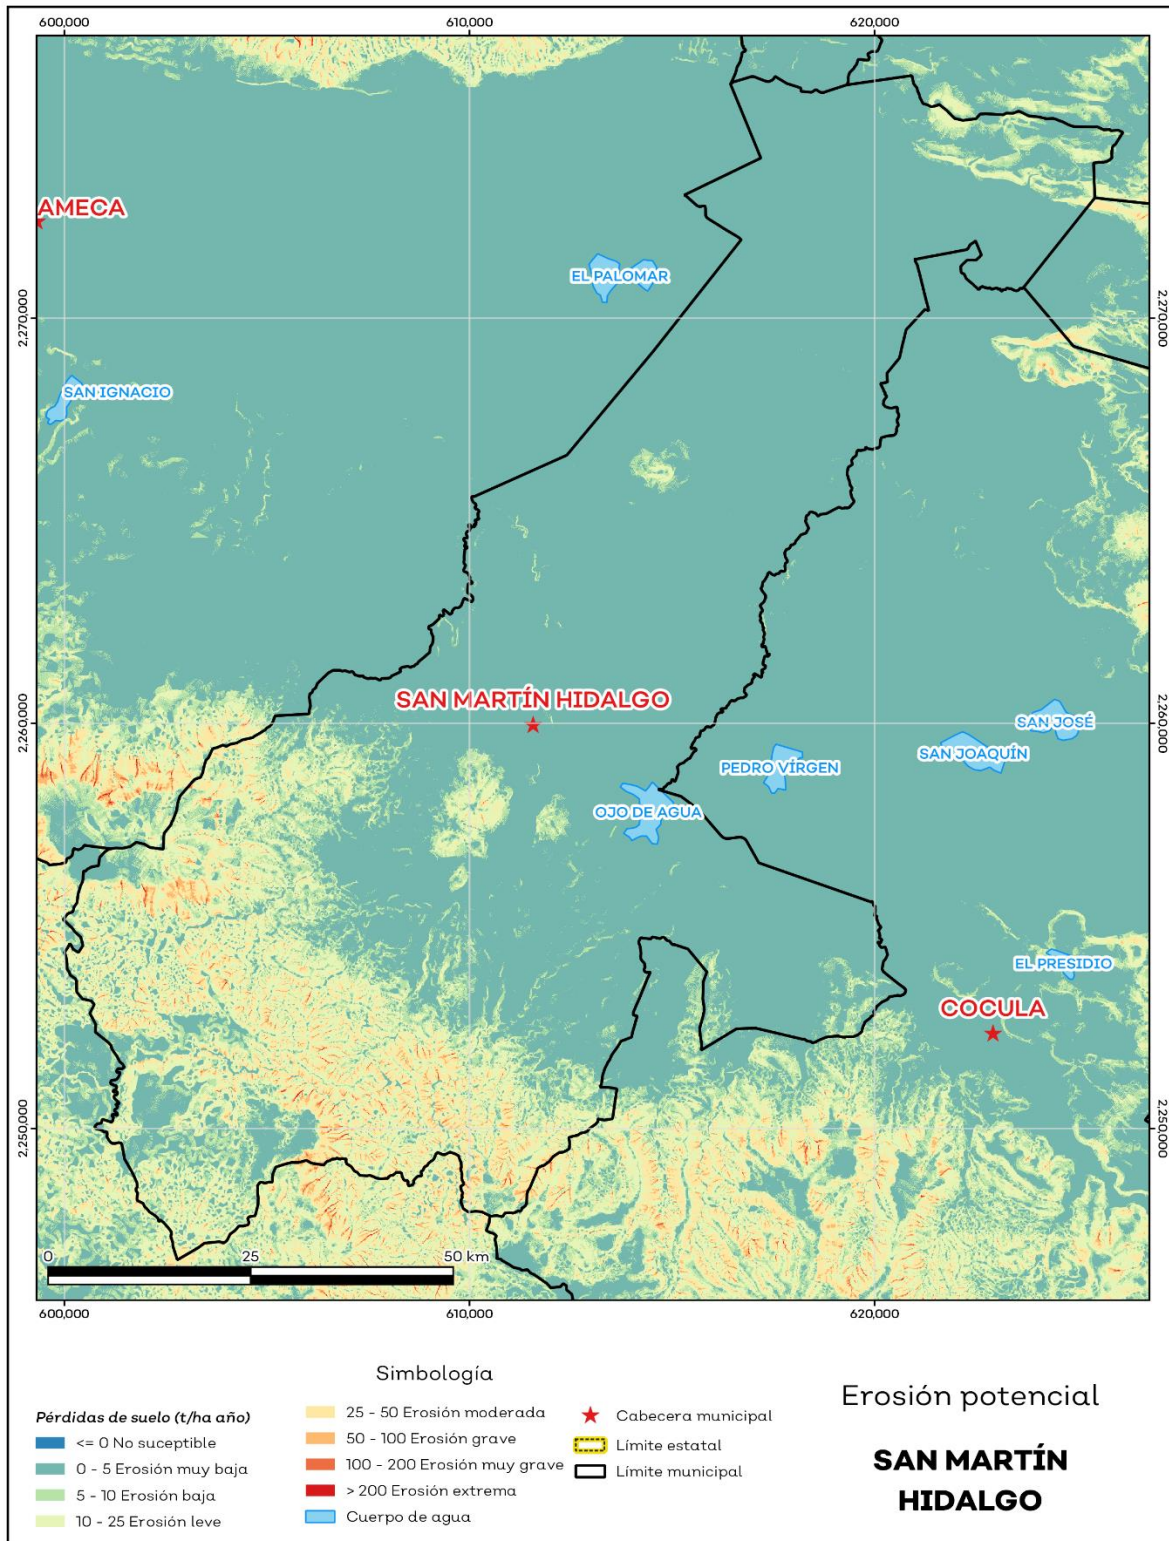 600,000
610,000
620,000
AMECA
EL PALOMAR
2,270,000
2,270,000
SAN IGNACIO
SAN MARTÍN HIDALGO
2,260,000
2,260,000
SAN JOSÉ
SAN JOAQUÍN
PEDRO VÍRGEN
OJO DE AGUA
EL PRESIDIO
COCULA
2,250,000
2,250,000
0
25
50 km
600,000
610,000
620,000
Simbología
Pérdidas de suelo (t/ha año)
<= 0 No suceptible
0 - 5 Erosión muy baja
5 - 10 Erosión baja
10 - 25 Erosión leve
25 - 50 Erosión moderada
50 - 100 Erosión grave
100 - 200 Erosión muy grave
> 200 Erosión extrema
Cuerpo de agua
Cabecera municipal
Límite estatal
Límite municipal
Erosión potencial
SAN MARTÍN
HIDALGO